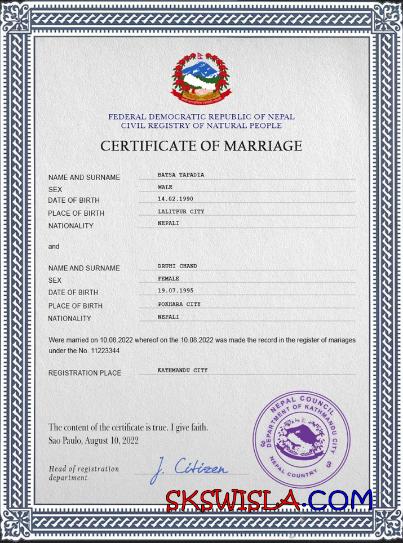 FEDERAL DEMOCRATIC REPUBLIC OF NEPAL
CIVIL REGISTRY OF NATURAL PEOPLE
CERTIFICATE OF MARRIAGE
NAME AND SURNAME BATSA TAPADIA
SEX MALE
DATE OF BIRTH 14.02.1990
PLACE OF BIRTH LALITPUR CITY
NATIONALITY NEPALI
and
NAME AND SURNAME DRUHI CHAND
SEX FEMALE
DATE OF BIRTH 19.07.1995
PLACE OF BIRTH POKHARA CITY
NATIONALITY NEPALI
Were married on 10.08.2022 whereof on the 10.08.2022 was made the record in the register of mariages
under the No. 11223344
REGISTRATION PLACE KATHMANDU CITY
NEPAL COUNCIL
DEPARTMENT OF KATHMANDU CITY
NEPAL COUNTRY
The content of the certificate is true. I give faith.
Sao Paulo, August 10, 2022
Head of registration
department
J. Citizen
SKSWISLA.COM